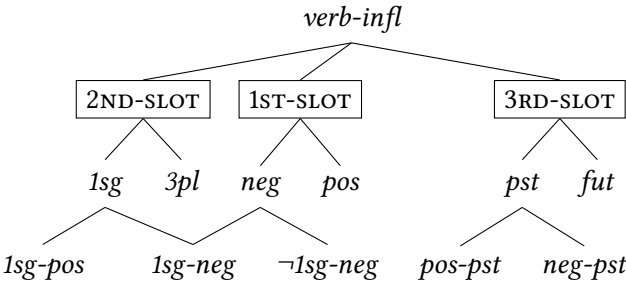 verb-infl
2ND-SLOT 1ST-SLOT 3RD-SLOT
1sg 3pl neg pos pst fut
1sg-pos 1sg-neg ¬1sg-neg pos-pst neg-pst